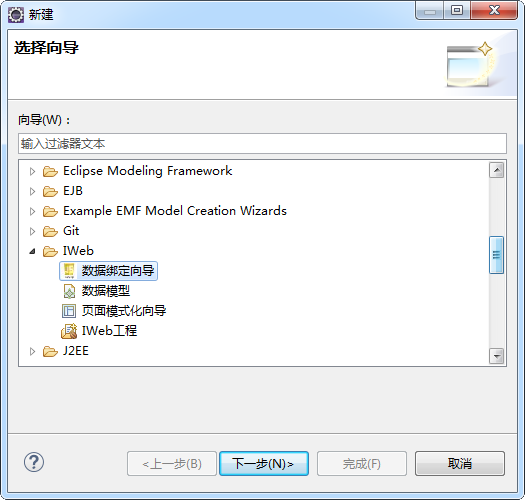 新建
选择向导
向导(W)：
输入过滤器文本
Eclipse Modeling Framework
EJB
Example EMF Model Creation Wizards
Git
IWeb
数据绑定向导
数据模型
页面模式化向导
IWeb工程
J2EE
?
<上一步(B) 下一步(N)> 完成(F) 取消